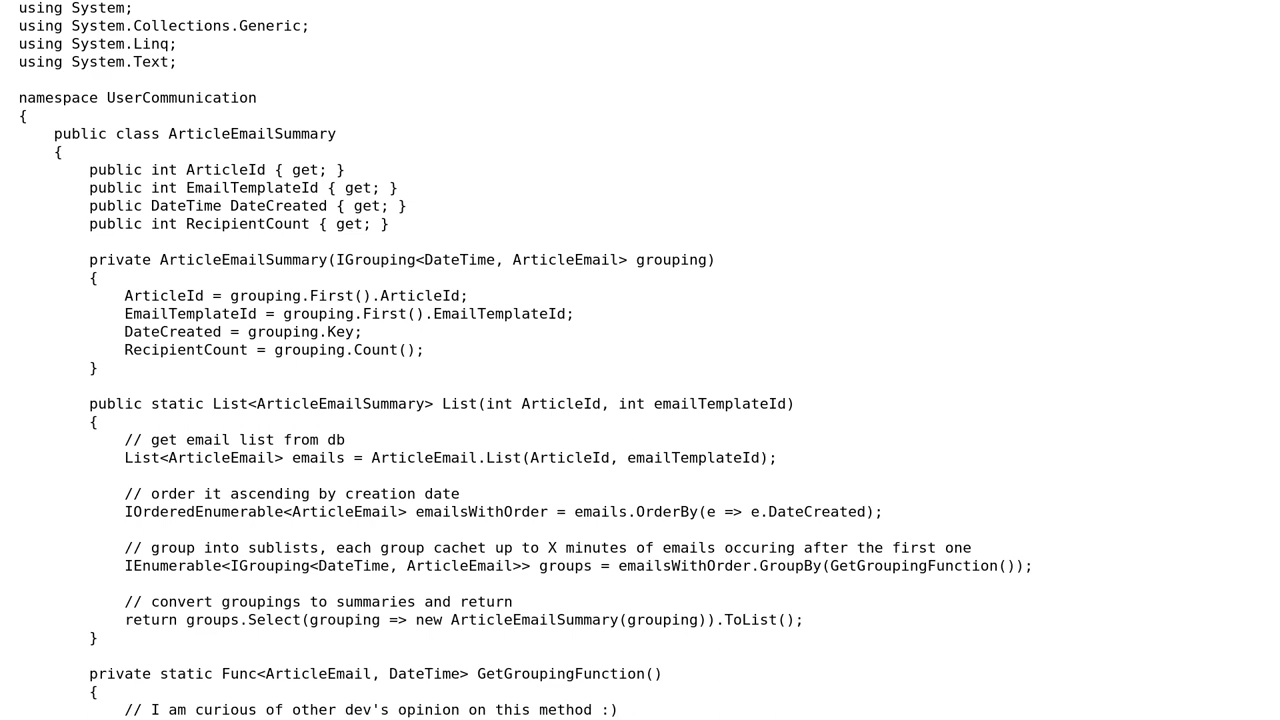 using System;
using System.Collections.Generic;
using System.Linq;
using System.Text;

namespace UserCommunication
{
    public class ArticleEmailSummary
    {
        public int ArticleId { get; }
        public int EmailTemplateId { get; }
        public DateTime DateCreated { get; }
        public int RecipientCount { get; }

        private ArticleEmailSummary(IGrouping<DateTime, ArticleEmail> grouping)
        {
            ArticleId = grouping.First().ArticleId;
            EmailTemplateId = grouping.First().EmailTemplateId;
            DateCreated = grouping.Key;
            RecipientCount = grouping.Count();
        }

        public static List<ArticleEmailSummary> List(int ArticleId, int emailTemplateId)
        {
            // get email list from db
            List<ArticleEmail> emails = ArticleEmail.List(ArticleId, emailTemplateId);

            // order it ascending by creation date
            IOrderedEnumerable<ArticleEmail> emailsWithOrder = emails.OrderBy(e => e.DateCreated);

            // group into sublists, each group cachet up to X minutes of emails occuring after the first one
            IEnumerable<IGrouping<DateTime, ArticleEmail>> groups = emailsWithOrder.GroupBy(GetGroupingFunction());

            // convert groupings to summaries and return
            return groups.Select(grouping => new ArticleEmailSummary(grouping)).ToList();
        }

        private static Func<ArticleEmail, DateTime> GetGroupingFunction()
        {
            // I am curious of other dev's opinion on this method :)